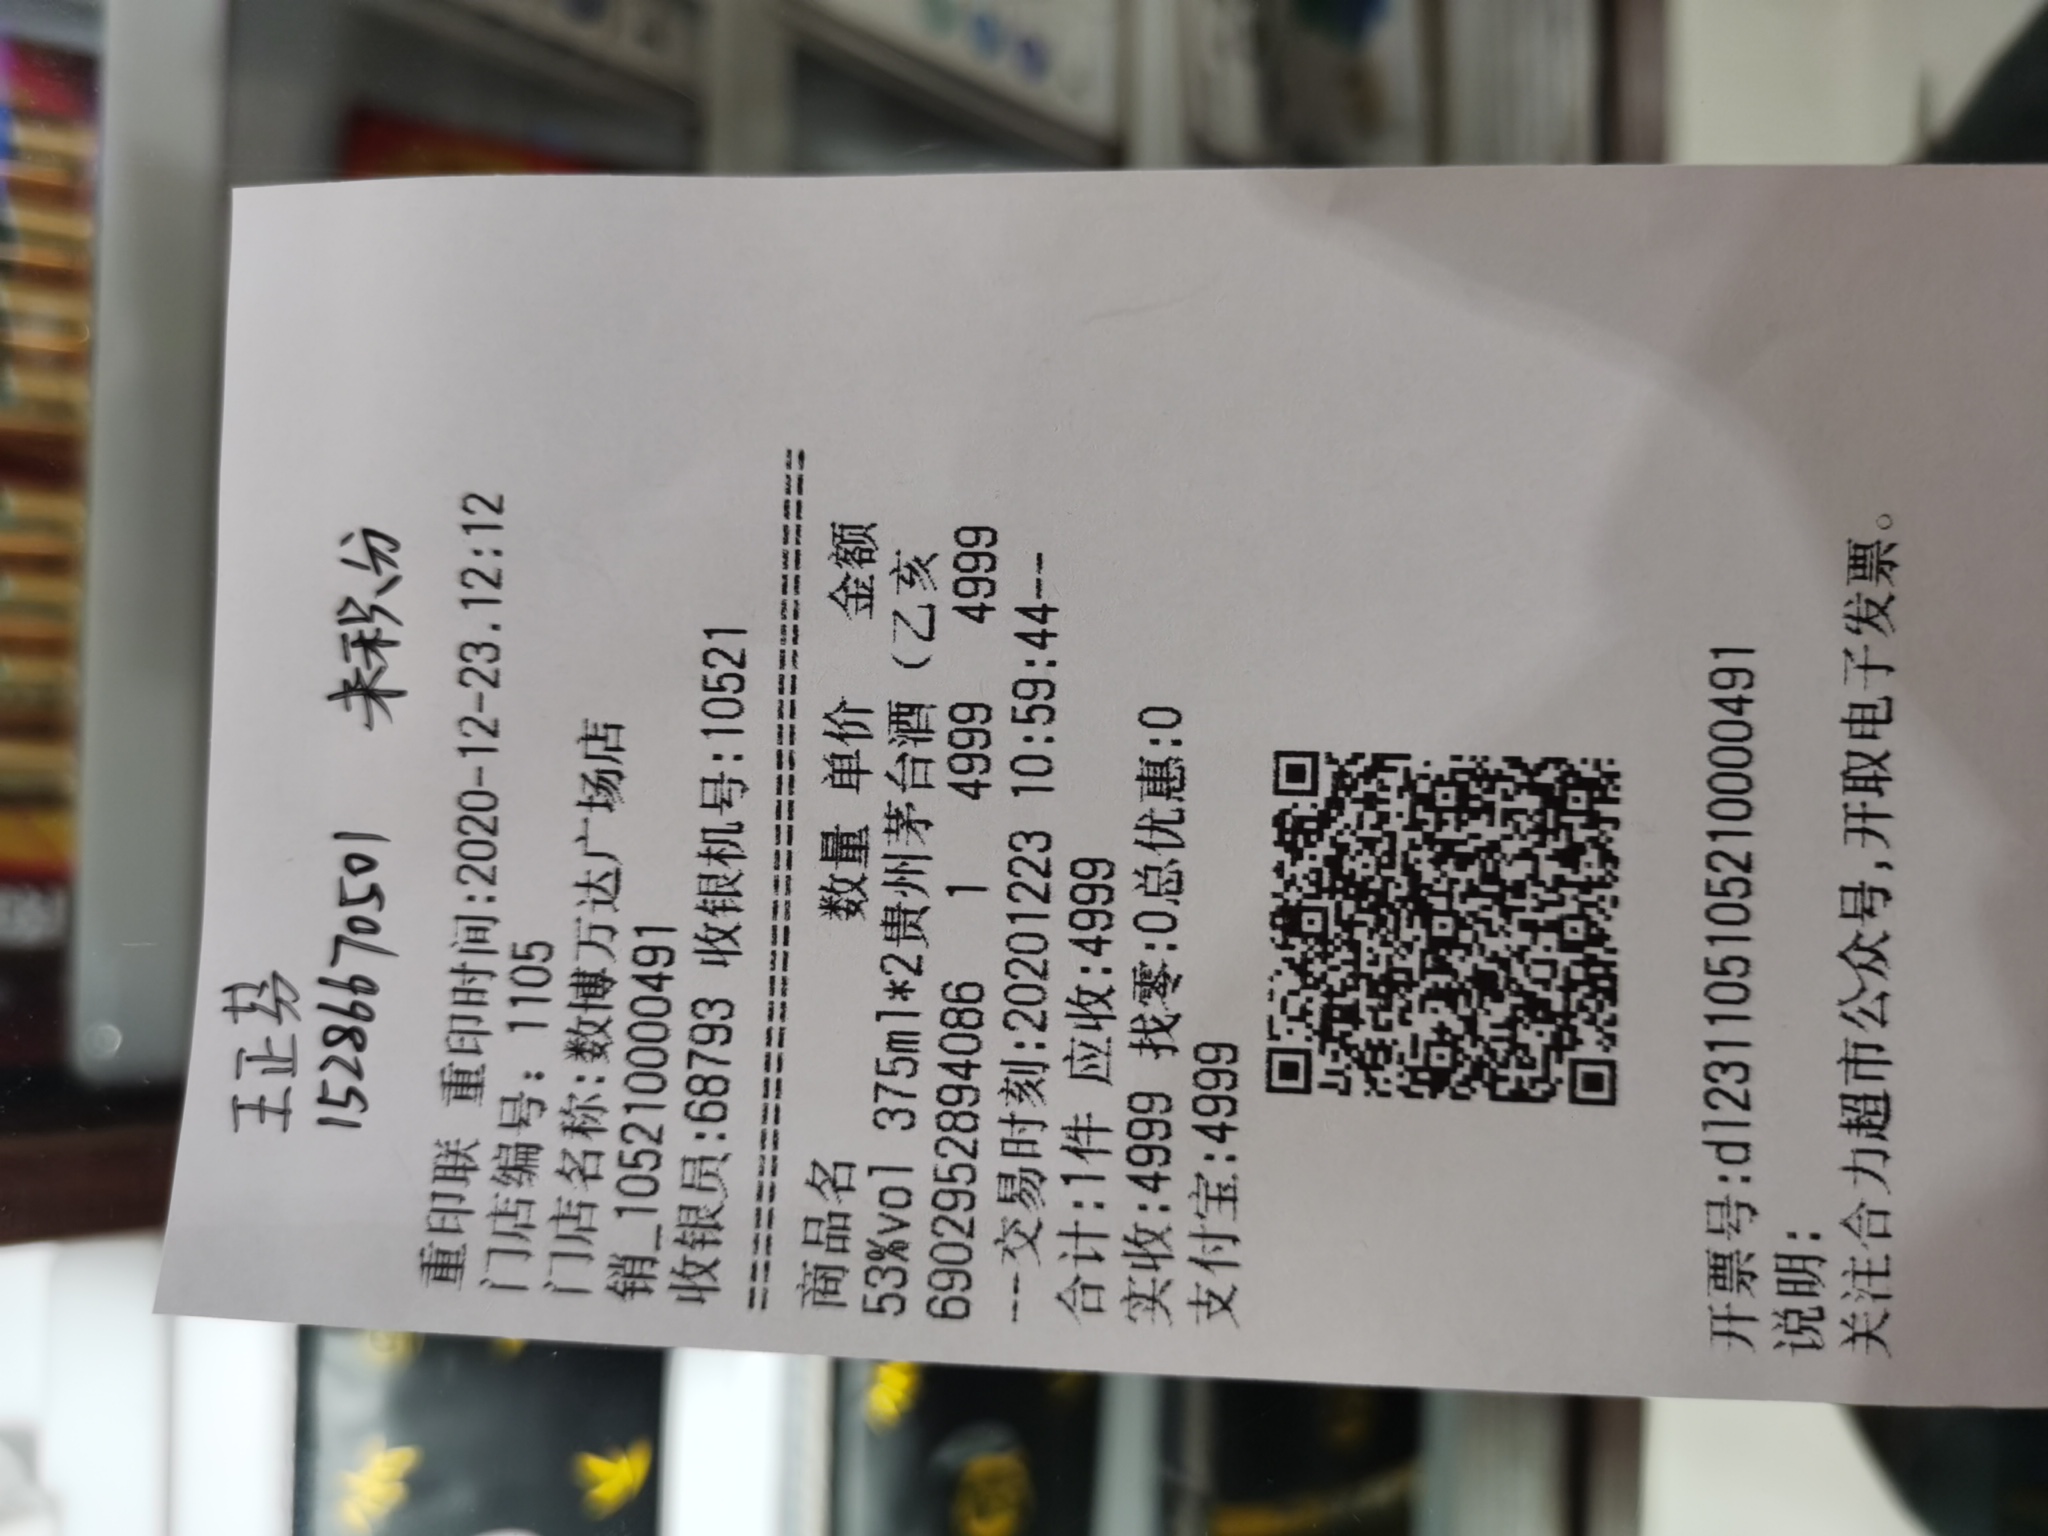 王正芬
15286670501 未积分
重印联 重印时间:2020-12-23.12:12
门店编号: 1105
门店名称:数博万达广场店
销_105210000491
收银员:68793 收银机号:10521
========================================
商品名 数量 单价 金额
53%vol 375ml*2贵州茅台酒（乙亥
6902952894086 1 4999 4999
---交易时刻:20201223 10:59:44--
合计:1件 应收:4999
实收:4999 找零:0总优惠:0
支付宝:4999
开票号:dl2311051052100004​91
说明:
关注合力超市公众号,开取电子发票。